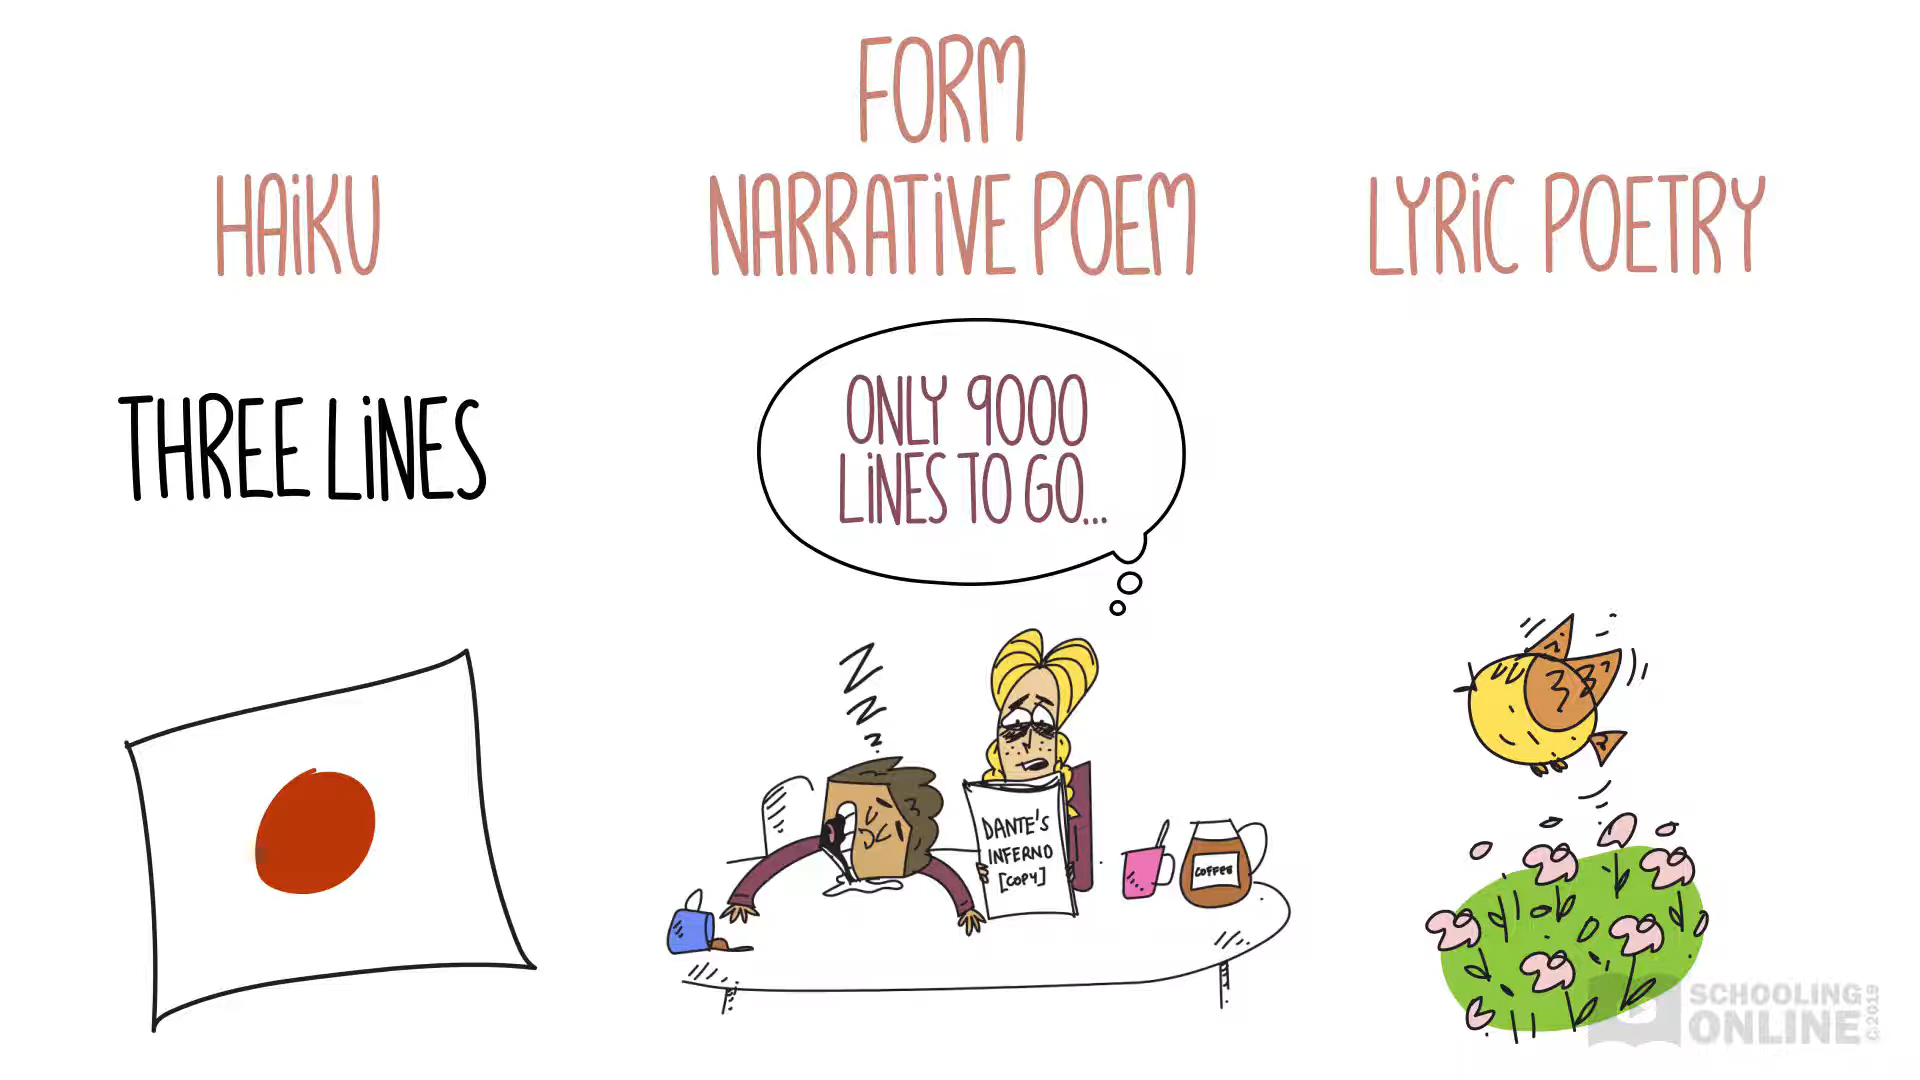 FORM
HAiKU
NARRATiVE POEM
LYRiC POETRY
THREE LiNES
ONLY 9000
LiNES TO GO...
ZZZ
DANTE'S
iNFERNO
[COPY]
COFFEE
SCHOOLING
ONLINE
©2019